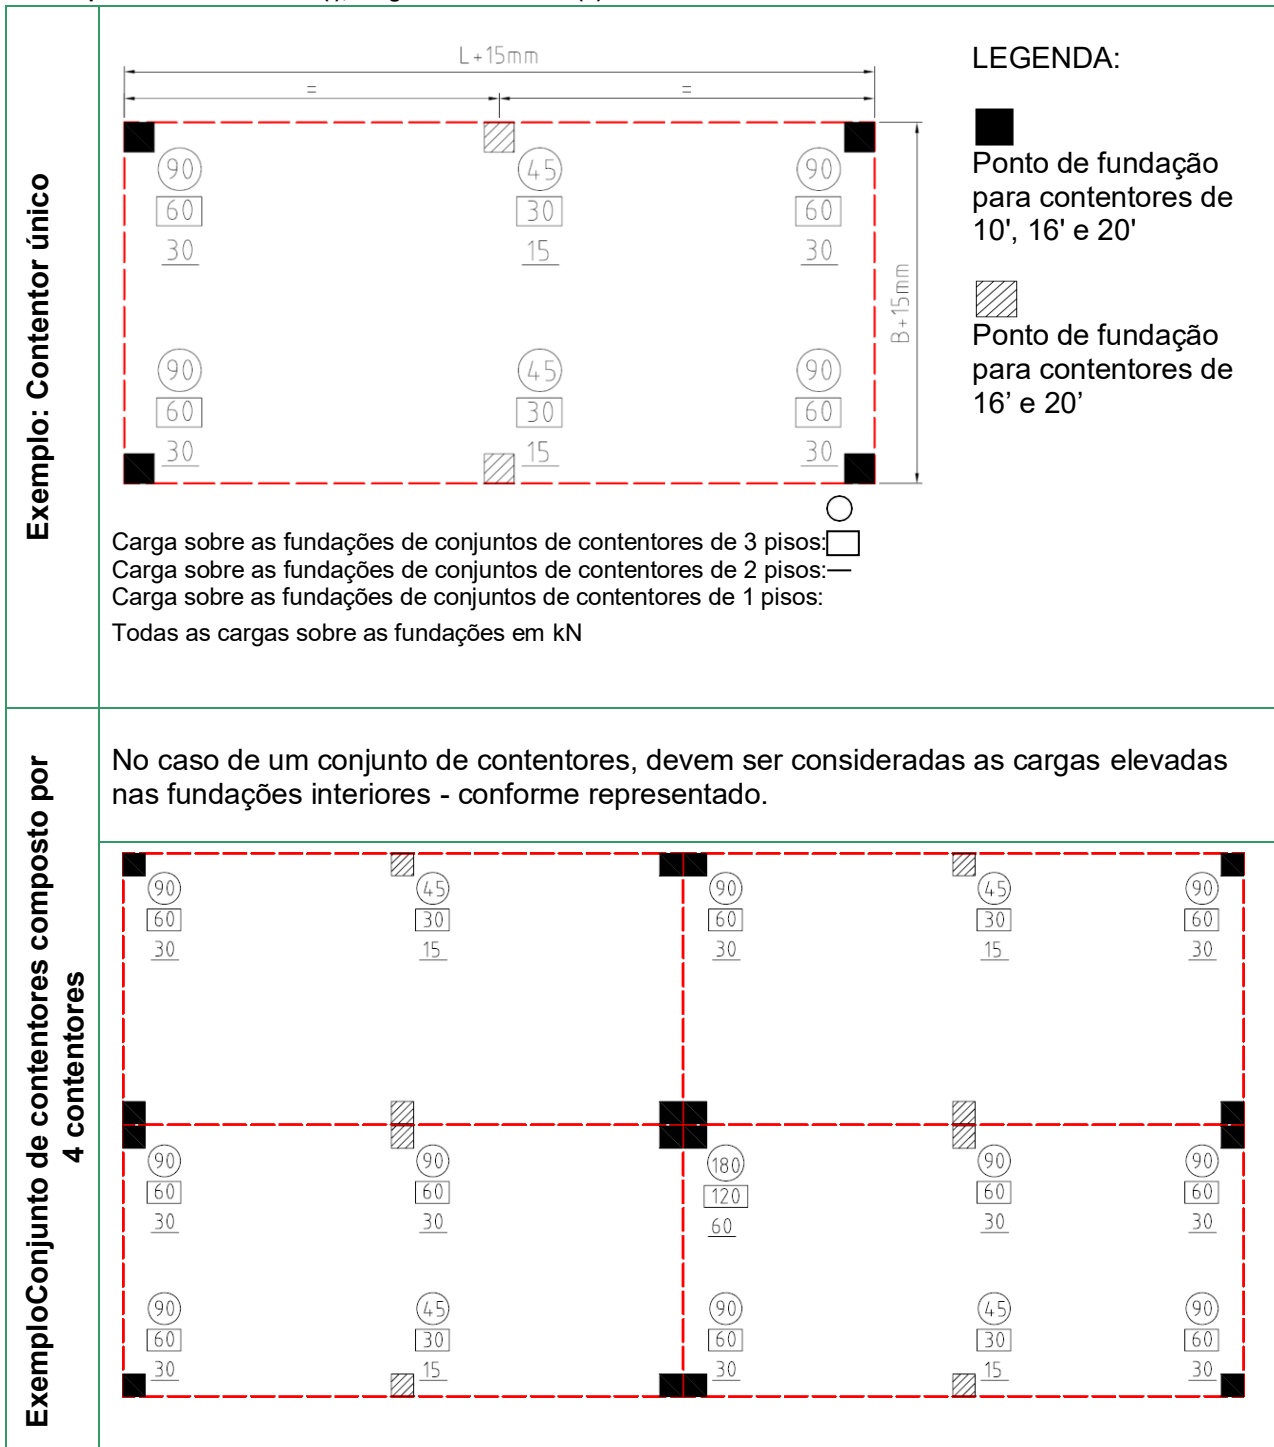 Exemplo: Contentor único
L+15mm
= =
90 45 90
60 30 60
30 15 30
B+15mm
90 45 90
60 30 60
30 15 30
LEGENDA:
Ponto de fundação
para contentores de
10', 16' e 20'
Ponto de fundação
para contentores de
16’ e 20’
Carga sobre as fundações de conjuntos de contentores de 3 pisos:
Carga sobre as fundações de conjuntos de contentores de 2 pisos:
Carga sobre as fundações de conjuntos de contentores de 1 pisos:
Todas as cargas sobre as fundações em kN
ExemploConjunto de contentores composto por
4 contentores
No caso de um conjunto de contentores, devem ser consideradas as cargas elevadas
nas fundações interiores - conforme representado.
90 45 90 45 90
60 30 60 30 60
30 15 30 15 30
90 90 180 90 90
60 60 120 60 60
30 30 60 30 30
90 45 90 45 90
60 30 60 30 60
30 15 30 15 30